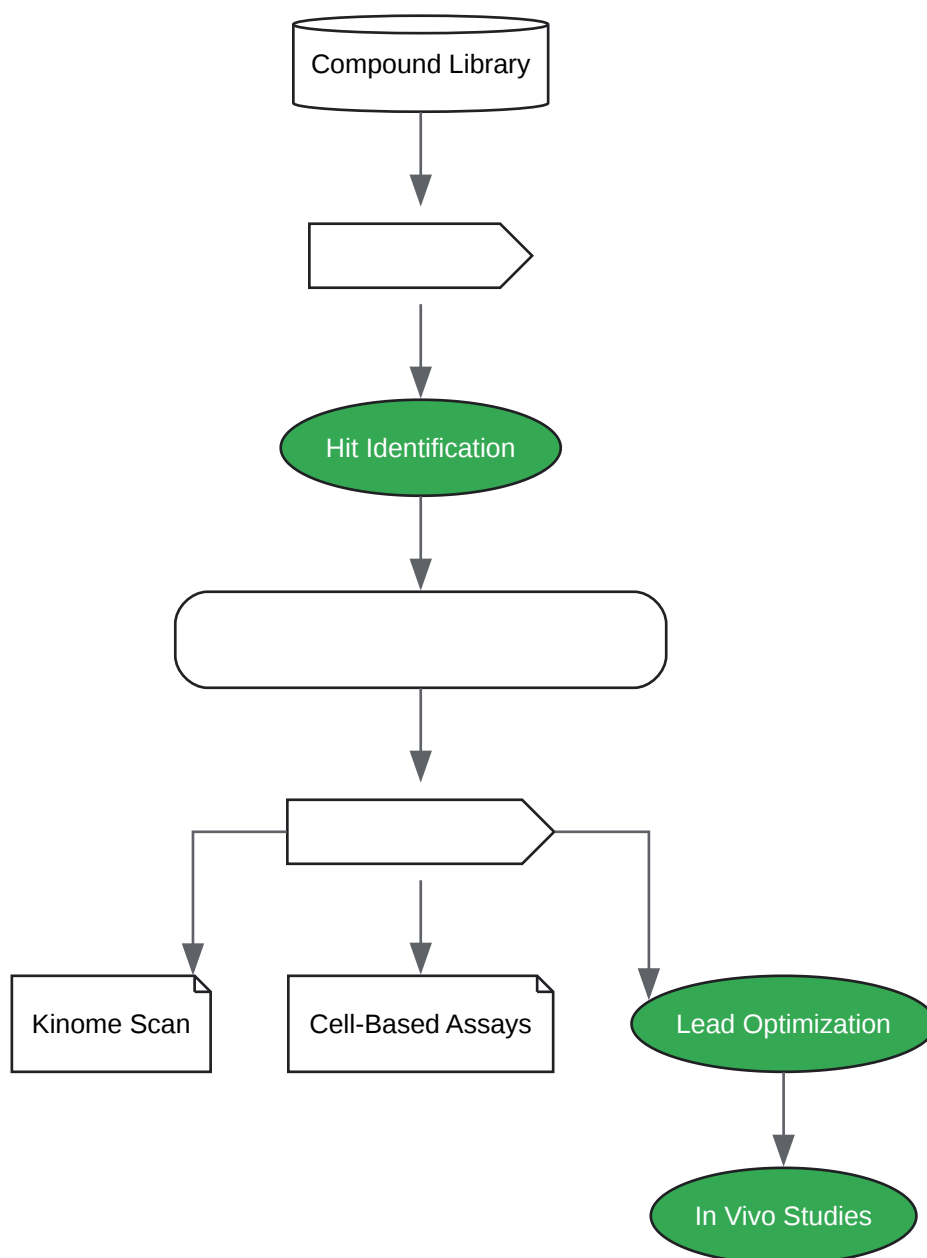 Compound Library
Hit Identification
Kinome Scan
Cell-Based Assays
Lead Optimization
In Vivo Studies